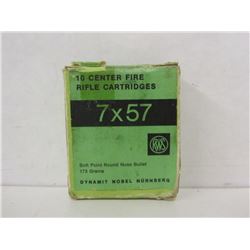 10 CENTER FIRE
RIFLE CARTRIDGES
7x57
RWS
Soft Point Round Nose Bullet
173 Grains
DYNAMIT NOBEL NÜRNBERG